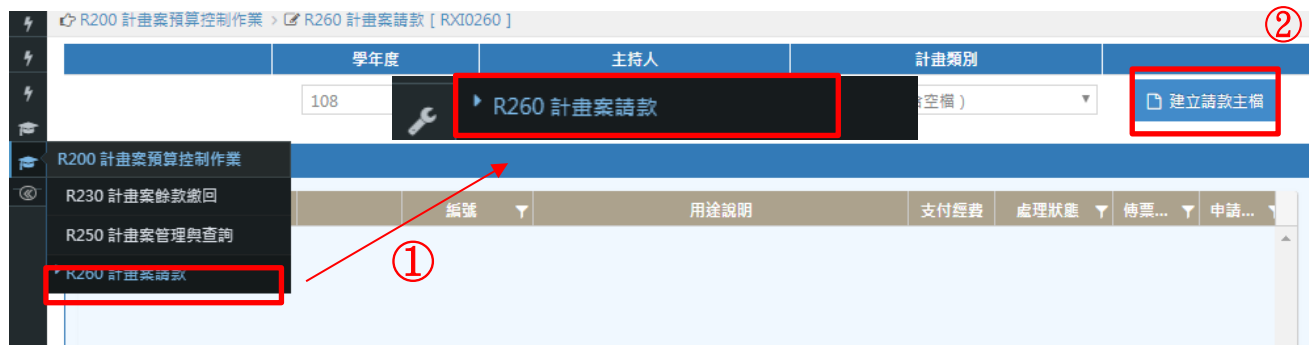 R200 計畫案預算控制作業 > R260 計畫案請款 [ RXI0260 ]
②
學年度 主持人 計畫類別
108 R260 計畫案請款 含空檔 ) 建立請款主檔
R200 計畫案預算控制作業
R230 計畫案餘款繳回
編號 用途說明 支付經費 處理狀態 傳票... 申請...
R250 計畫案管理與查詢
①
R260 計畫案請款